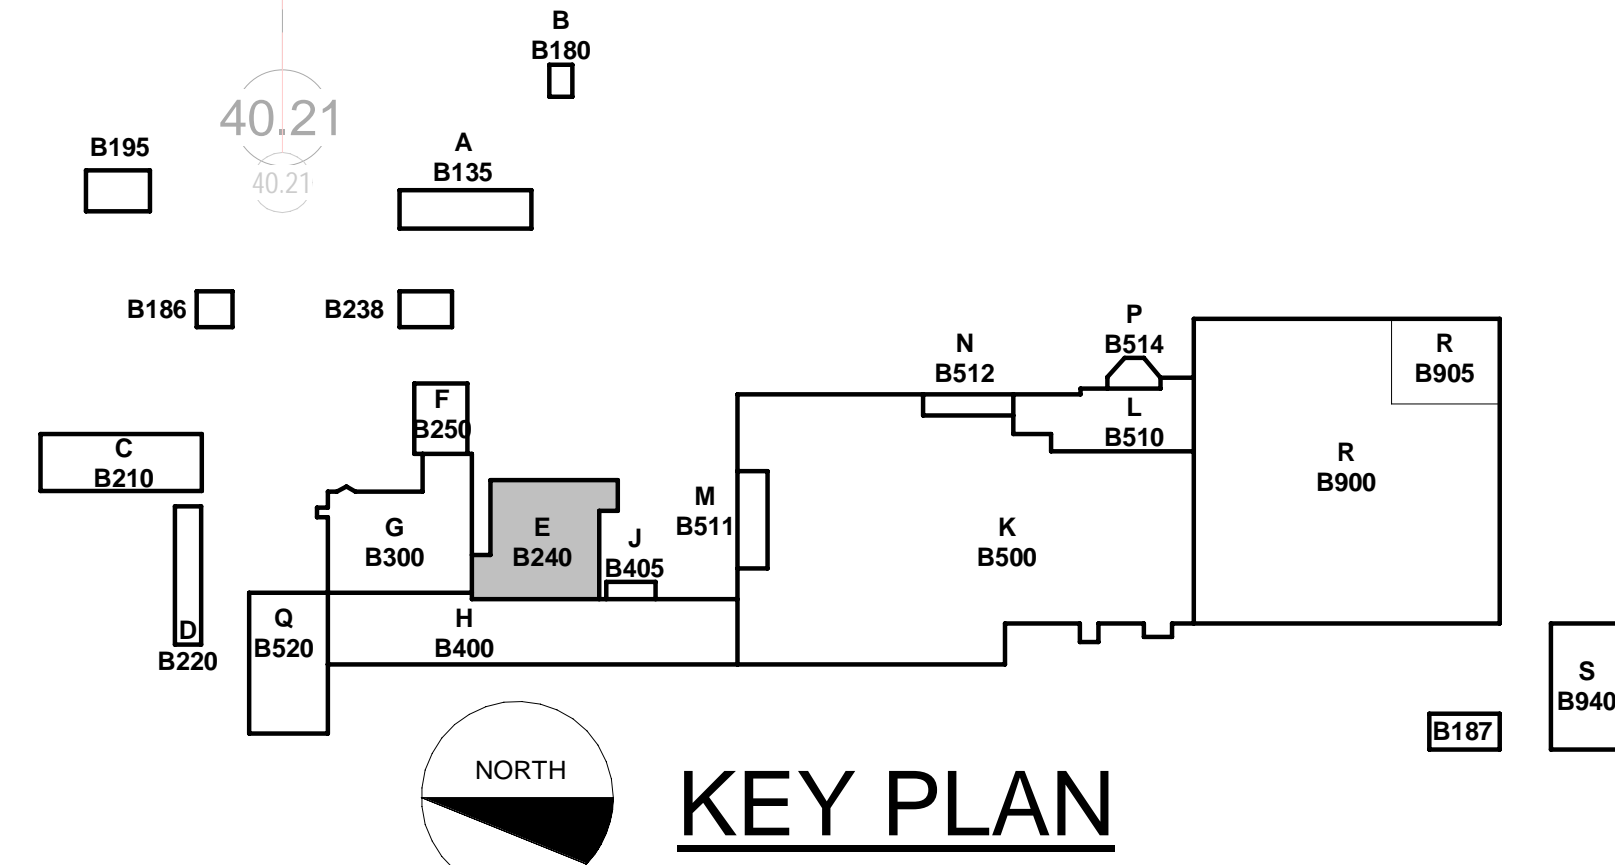 B
B180
40.21
40.21
B195
A
B135
B186
B238
P
B514
N
B512
R
B905
F
B250
L
B510
C
B210
R
B900
M
B511
G
B300
E
B240
J
B405
K
B500
D
B220
Q
B520
H
B400
S
B940
B187
NORTH
KEY PLAN